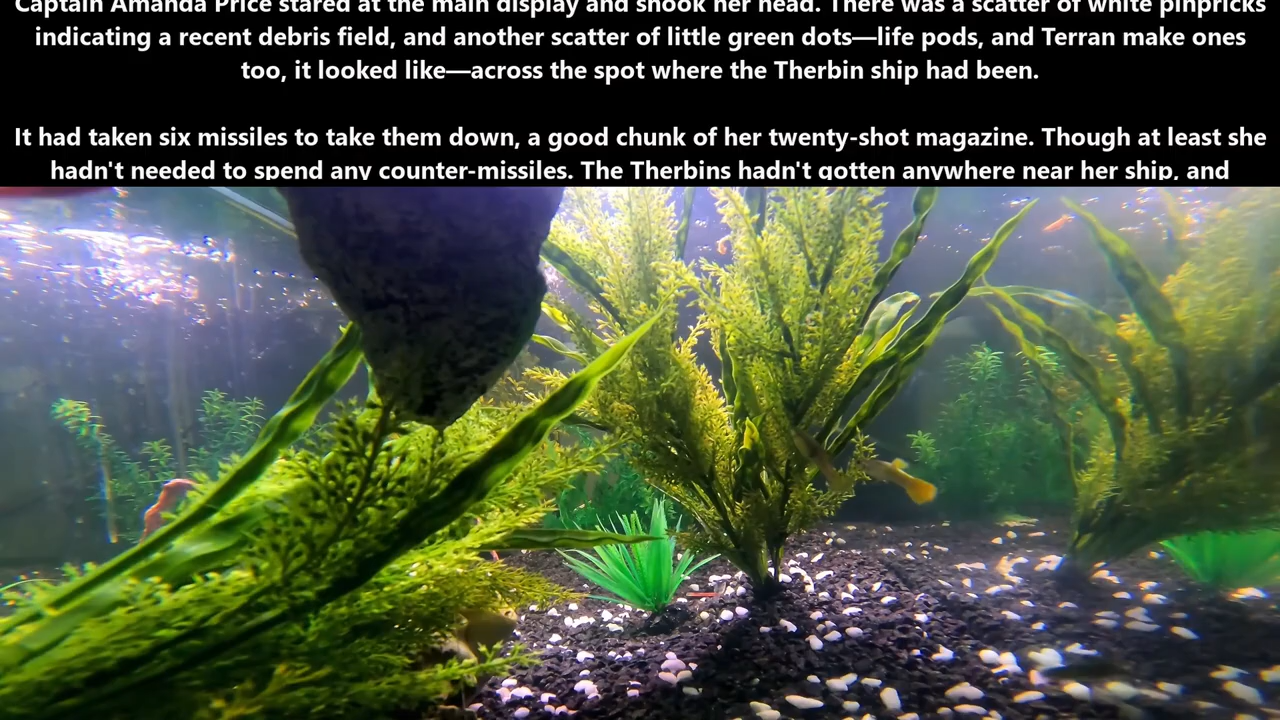 Captain Amanda Price stared at the main display and shook her head. There was a scatter of white pinpricks
indicating a recent debris field, and another scatter of little green dots—life pods, and Terran make ones
too, it looked like—across the spot where the Therbin ship had been.
It had taken six missiles to take them down, a good chunk of her twenty-shot magazine. Though at least she
hadn't needed to spend any counter-missiles. The Therbins hadn't gotten anywhere near her ship, and